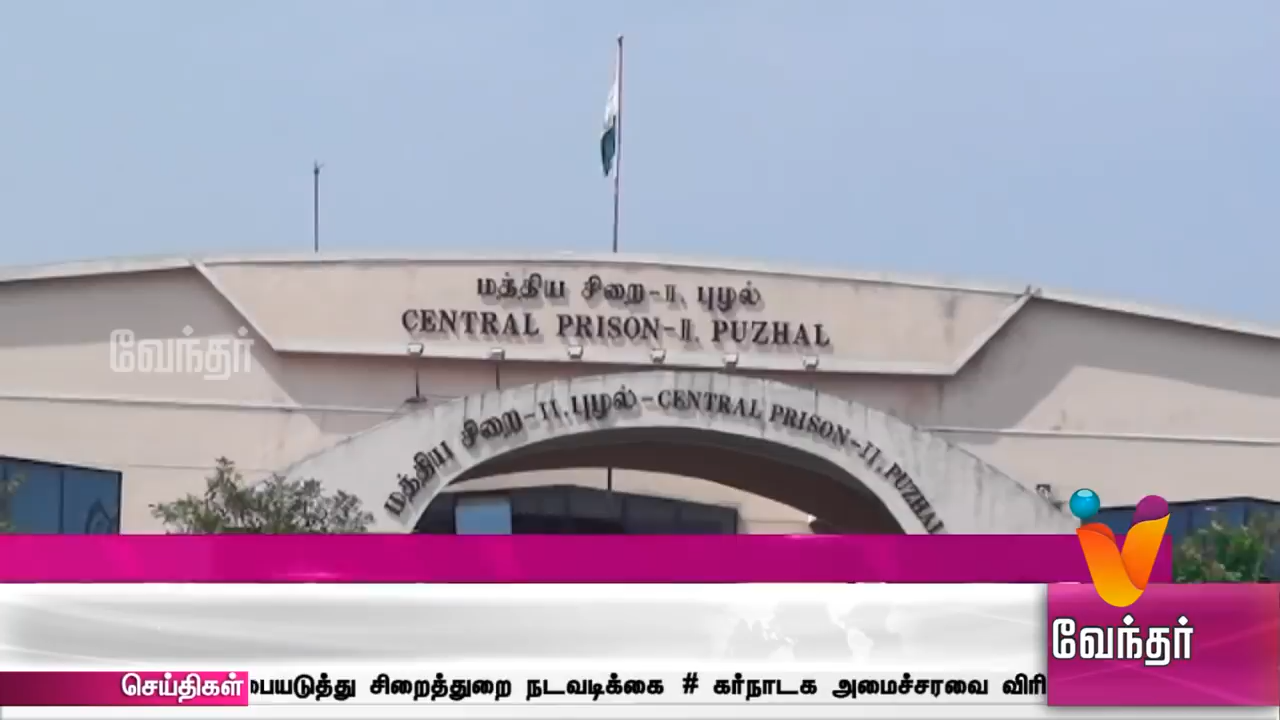 மத்திய சிறை-II, புழல்
CENTRAL PRISON-II, PUZHAL
வேந்தர்
மத்திய சிறை-II, புழல் - CENTRAL PRISON-II, PUZHAL
வேந்தர்
செய்திகள்
பையடுத்து சிறைத்துறை நடவடிக்கை # கர்நாடக அமைச்சரவை விரி